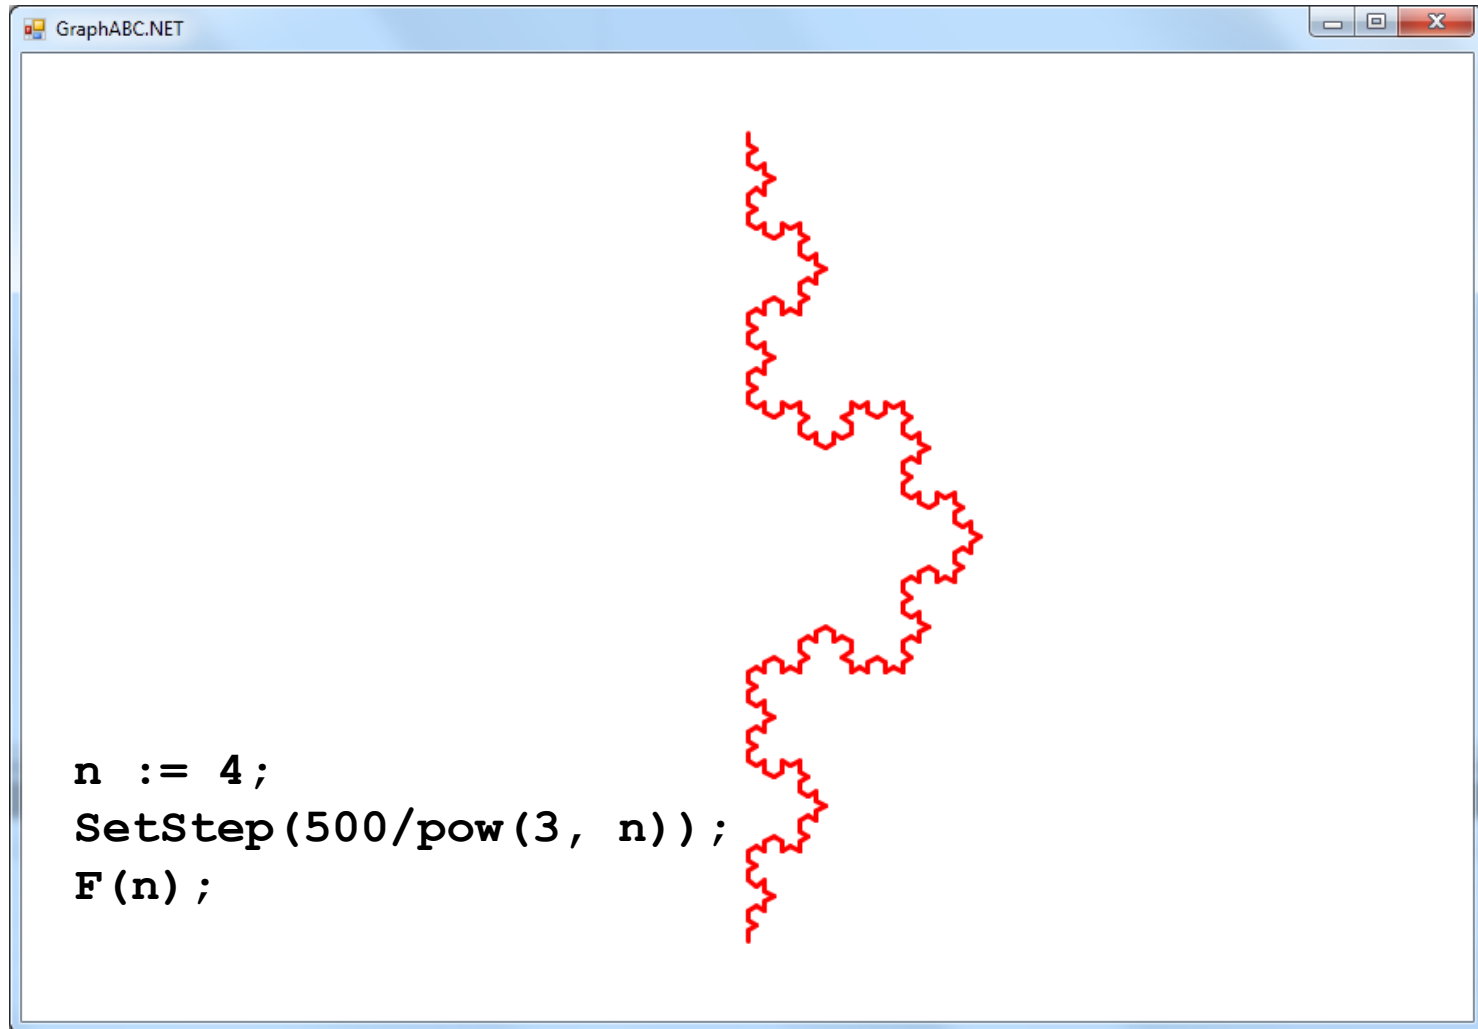 GraphABC.NET
n := 4;
SetStep(500/pow(3, n));
F(n);